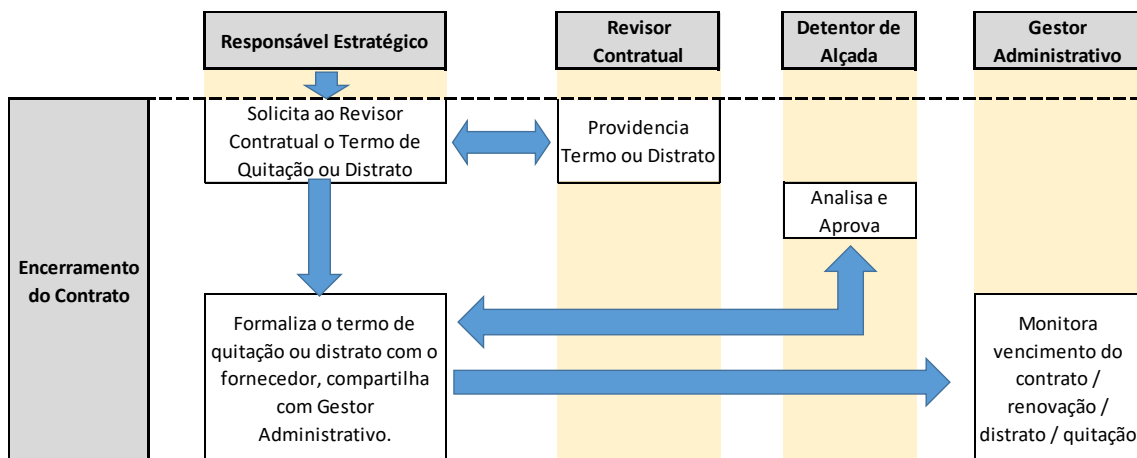 Responsável Estratégico
Revisor
Contratual
Detentor de
Alçada
Gestor
Administrativo
Encerramento
do Contrato
Solicita ao Revisor
Contratual o Termo de
Quitação ou Distrato
Providencia
Termo ou Distrato
Analisa e
Aprova
Formaliza o termo de
quitação ou distrato com o
fornecedor, compartilha
com Gestor
Administrativo.
Monitora
vencimento do
contrato /
renovação /
distrato / quitação